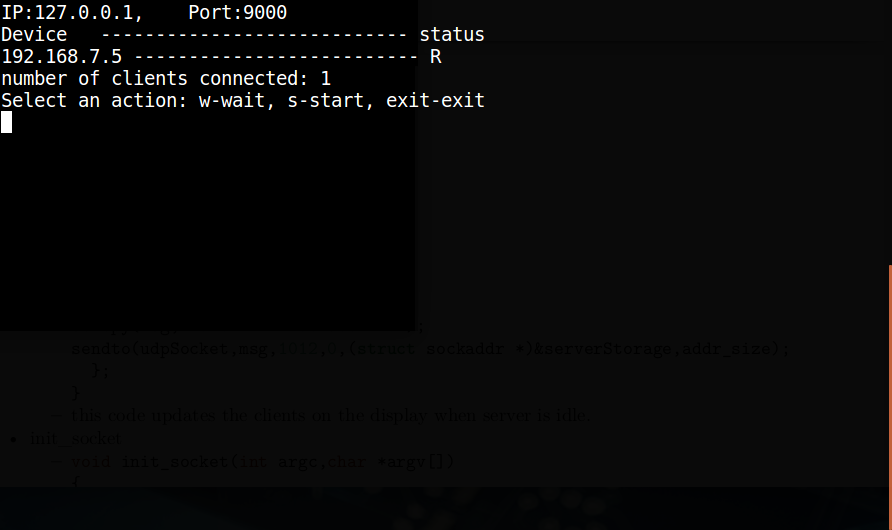 IP:127.0.0.1,    Port:9000
Device   ---------------------------- status
192.168.7.5 -------------------------- R
number of clients connected: 1
Select an action: w-wait, s-start, exit-exit
;
sendto(udpSocket,msg,1012,0,(struct sockaddr *)&serverStorage,addr_size);
};
}
— this code updates the clients on the display when server is idle.
• init_socket
— void init_socket(int argc,char *argv[])
{